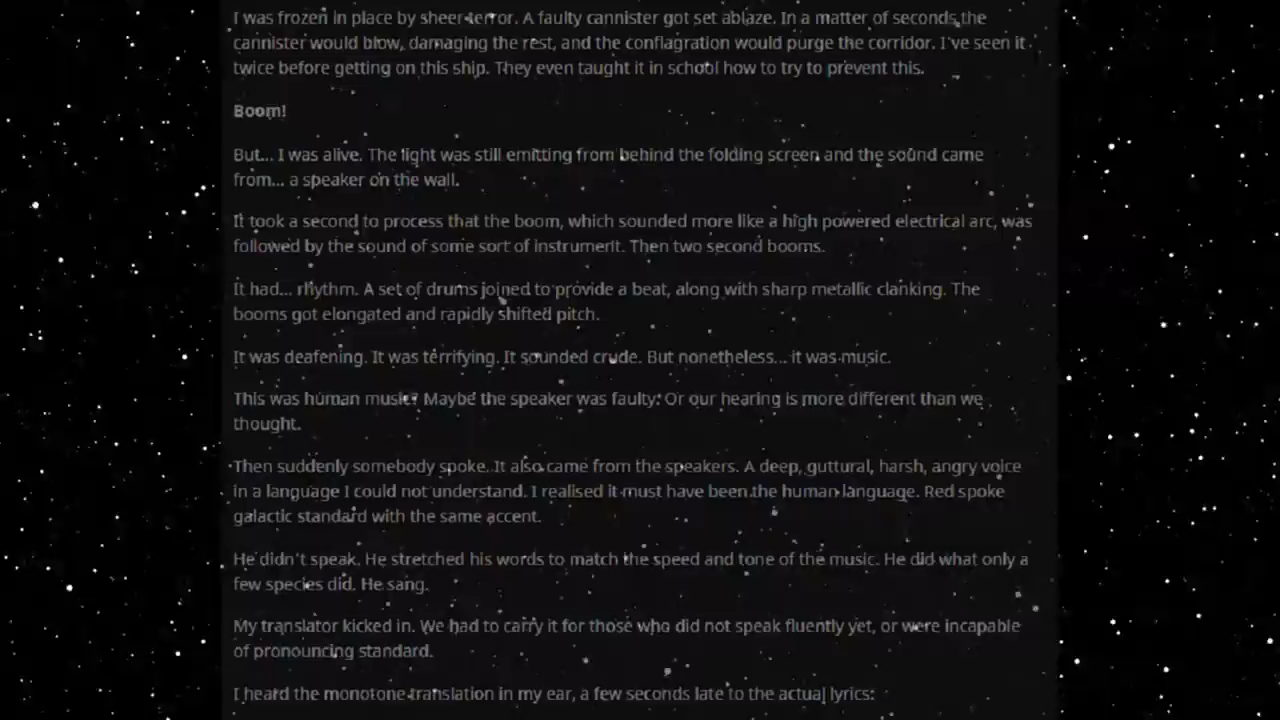 I was frozen in place by sheer terror. A faulty cannister got set ablaze. In a matter of seconds the
cannister would blow, damaging the rest, and the conflagration would purge the corridor. I've seen it
twice before getting on this ship. They even taught it in school how to try to prevent this.
Boom!
But... I was alive. The light was still emitting from behind the folding screen and the sound came
from... a speaker on the wall.
It took a second to process that the boom, which sounded more like a high powered electrical arc, was
followed by the sound of some sort of instrument. Then two second booms.
It had... rhythm. A set of drums joined to provide a beat, along with sharp metallic clanking. The
booms got elongated and rapidly shifted pitch.
It was deafening. It was terrifying. It sounded crude. But nonetheless... it was music.
This was human music? Maybe the speaker was faulty. Or our hearing is more different than we
thought.
Then suddenly somebody spoke. It also came from the speakers. A deep, guttural, harsh, angry voice
in a language I could not understand. I realised it must have been the human language. Red spoke
galactic standard with the same accent.
He didn't speak. He stretched his words to match the speed and tone of the music. He did what only a
few species did. He sang.
My translator kicked in. We had to carry it for those who did not speak fluently yet, or were incapable
of pronouncing standard.
I heard the monotone translation in my ear, a few seconds late to the actual lyrics: